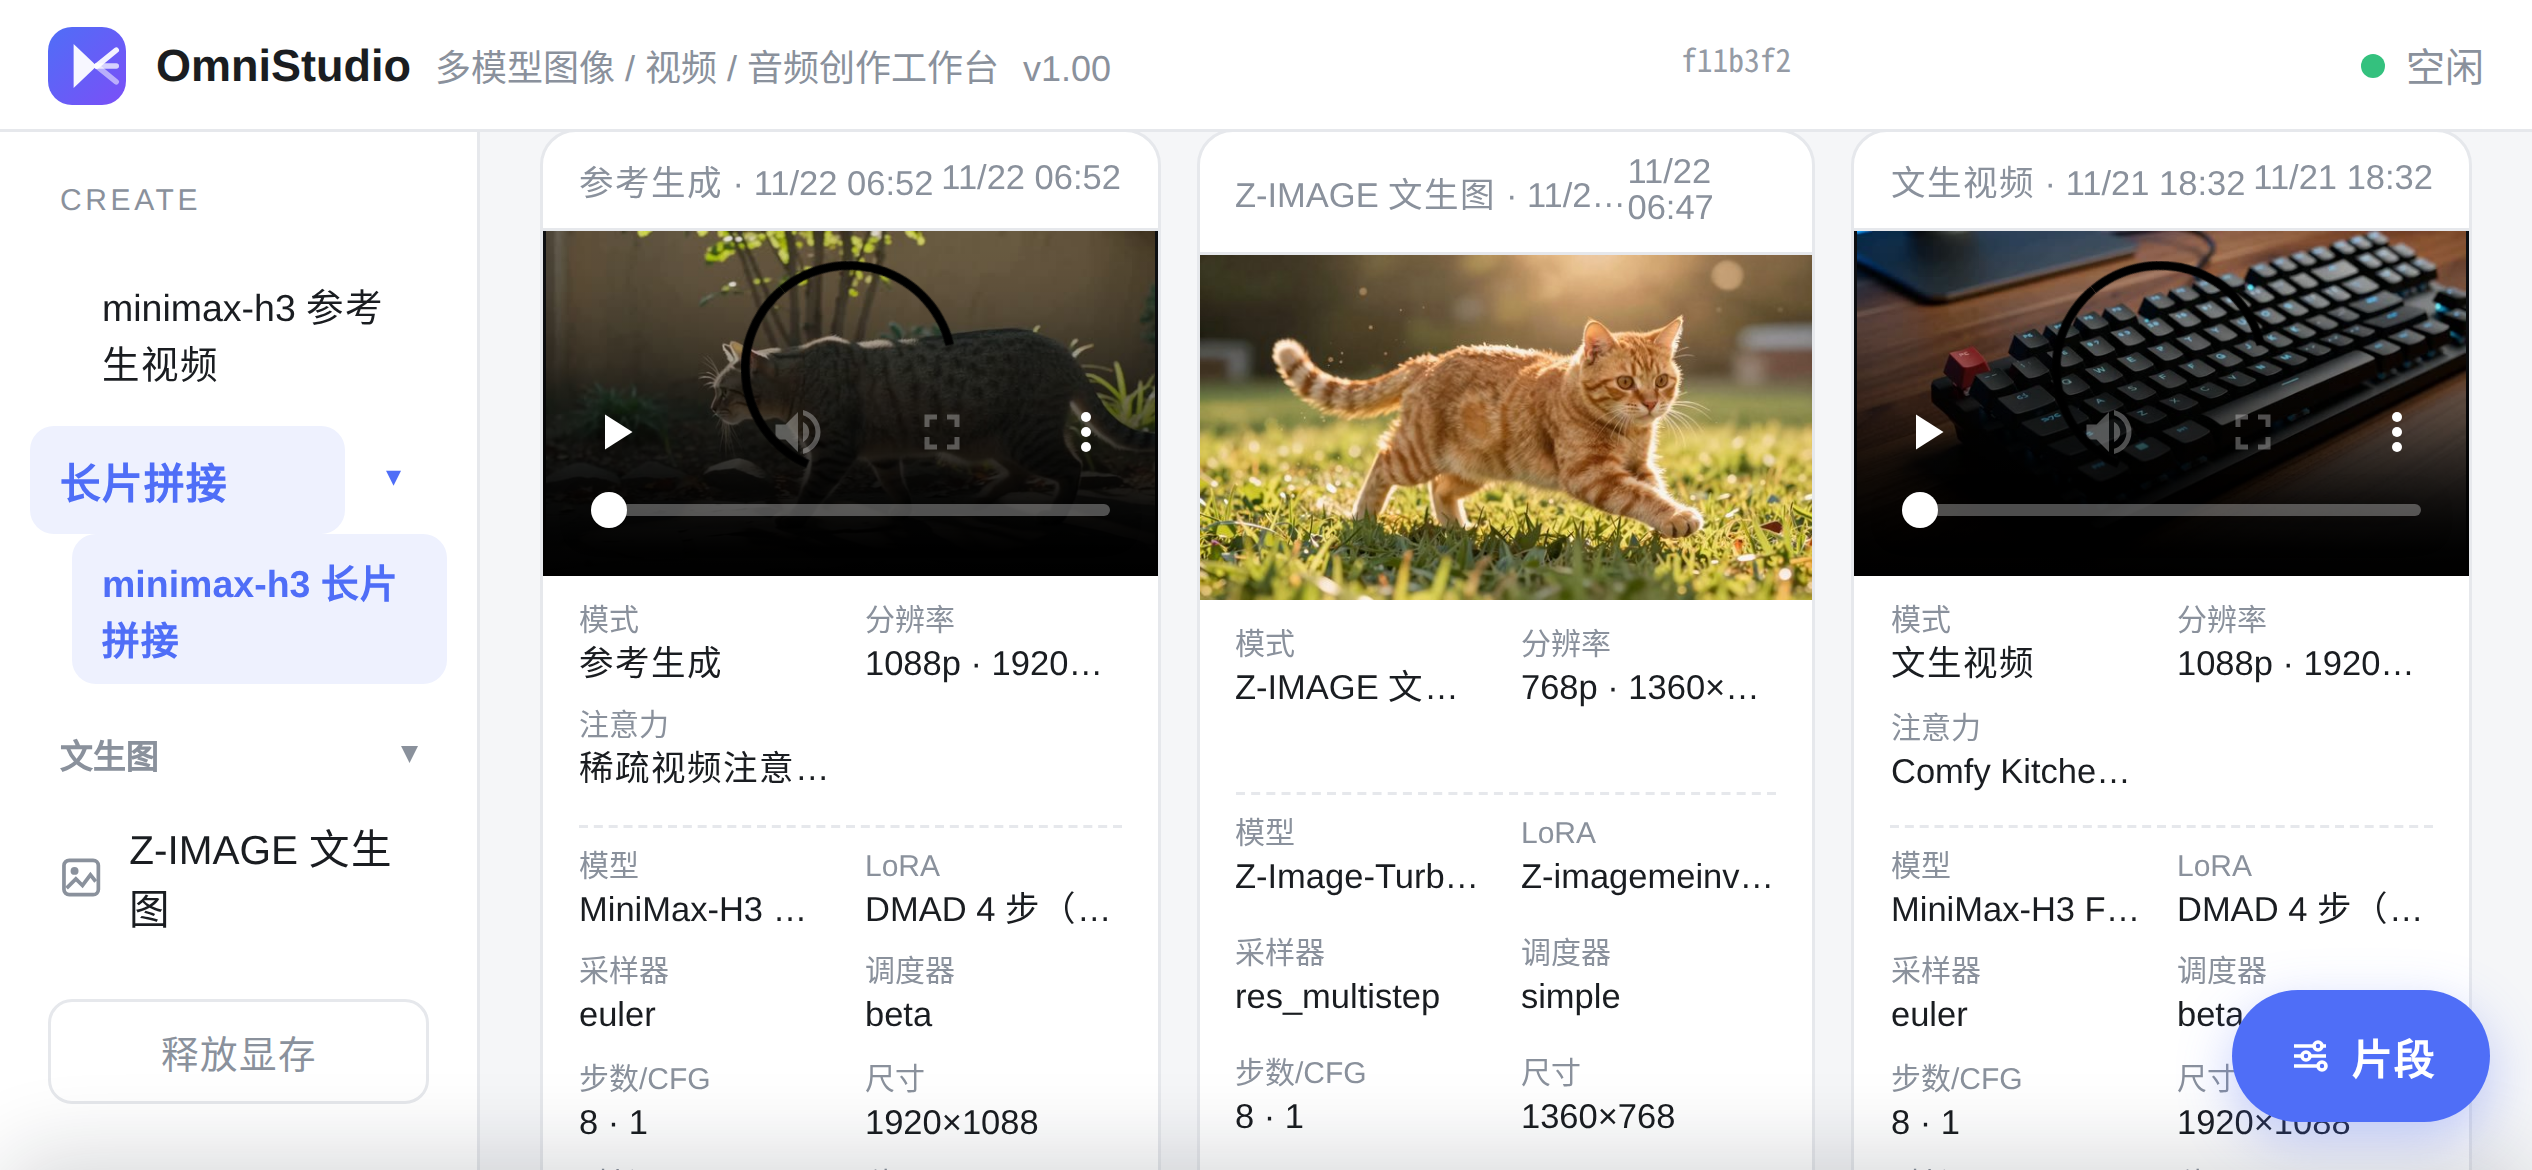 OmniStudio 多模型图像 / 视频 / 音频创作工作台 v1.00
f11b3f2
空闲
CREATE
minimax-h3 参考
生视频
长片拼接 ▼
minimax-h3 长片
拼接
文生图 ▼
Z-IMAGE 文生
图
释放显存
参考生成 · 11/22 06:52 11/22 06:52
模式 分辨率
参考生成 1088p · 1920…
注意力
稀疏视频注意…
模型 LoRA
MiniMax-H3 … DMAD 4 步（…
采样器 调度器
euler beta
步数/CFG 尺寸
8 · 1 1920×1088
Z-IMAGE 文生图 · 11/2… 11/22
06:47
模式 分辨率
Z-IMAGE 文… 768p · 1360×…
模型 LoRA
Z-Image-Turb… Z-imagemeinv…
采样器 调度器
res_multistep simple
步数/CFG 尺寸
8 · 1 1360×768
文生视频 · 11/21 18:32 11/21 18:32
模式 分辨率
文生视频 1088p · 1920…
注意力
Comfy Kitche…
模型 LoRA
MiniMax-H3 F… DMAD 4 步（…
采样器 调度器
euler beta
步数/CFG 尺寸
8 · 1 1920×1088
片段